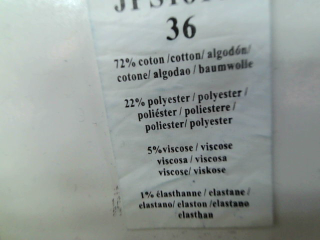 36
72% coton /cotton/ algodón/
cotone/ algodao / baumwolle
22% polyester / polyester /
poliéster / poliestere /
poliester/ polyester
5%viscose / viscose
viscosa / viscosa
viscose/ viskose
1% élasthanne / elastane /
elastano/ elaston /elastano
elasthan